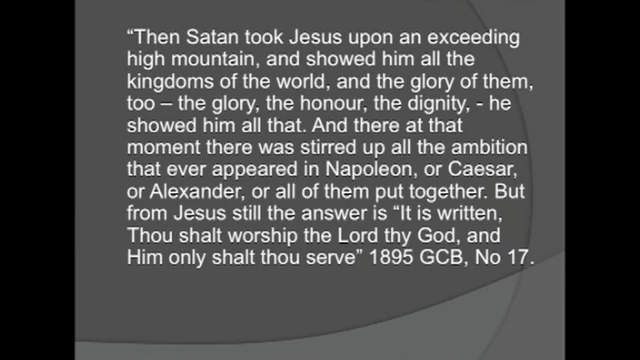 “Then Satan took Jesus upon an exceeding
high mountain, and showed him all the
kingdoms of the world, and the glory of them,
too – the glory, the honour, the dignity, - he
showed him all that. And there at that
moment there was stirred up all the ambition
that ever appeared in Napoleon, or Caesar,
or Alexander, or all of them put together. But
from Jesus still the answer is “It is written,
Thou shalt worship the Lord thy God, and
Him only shalt thou serve” 1895 GCB, No 17.